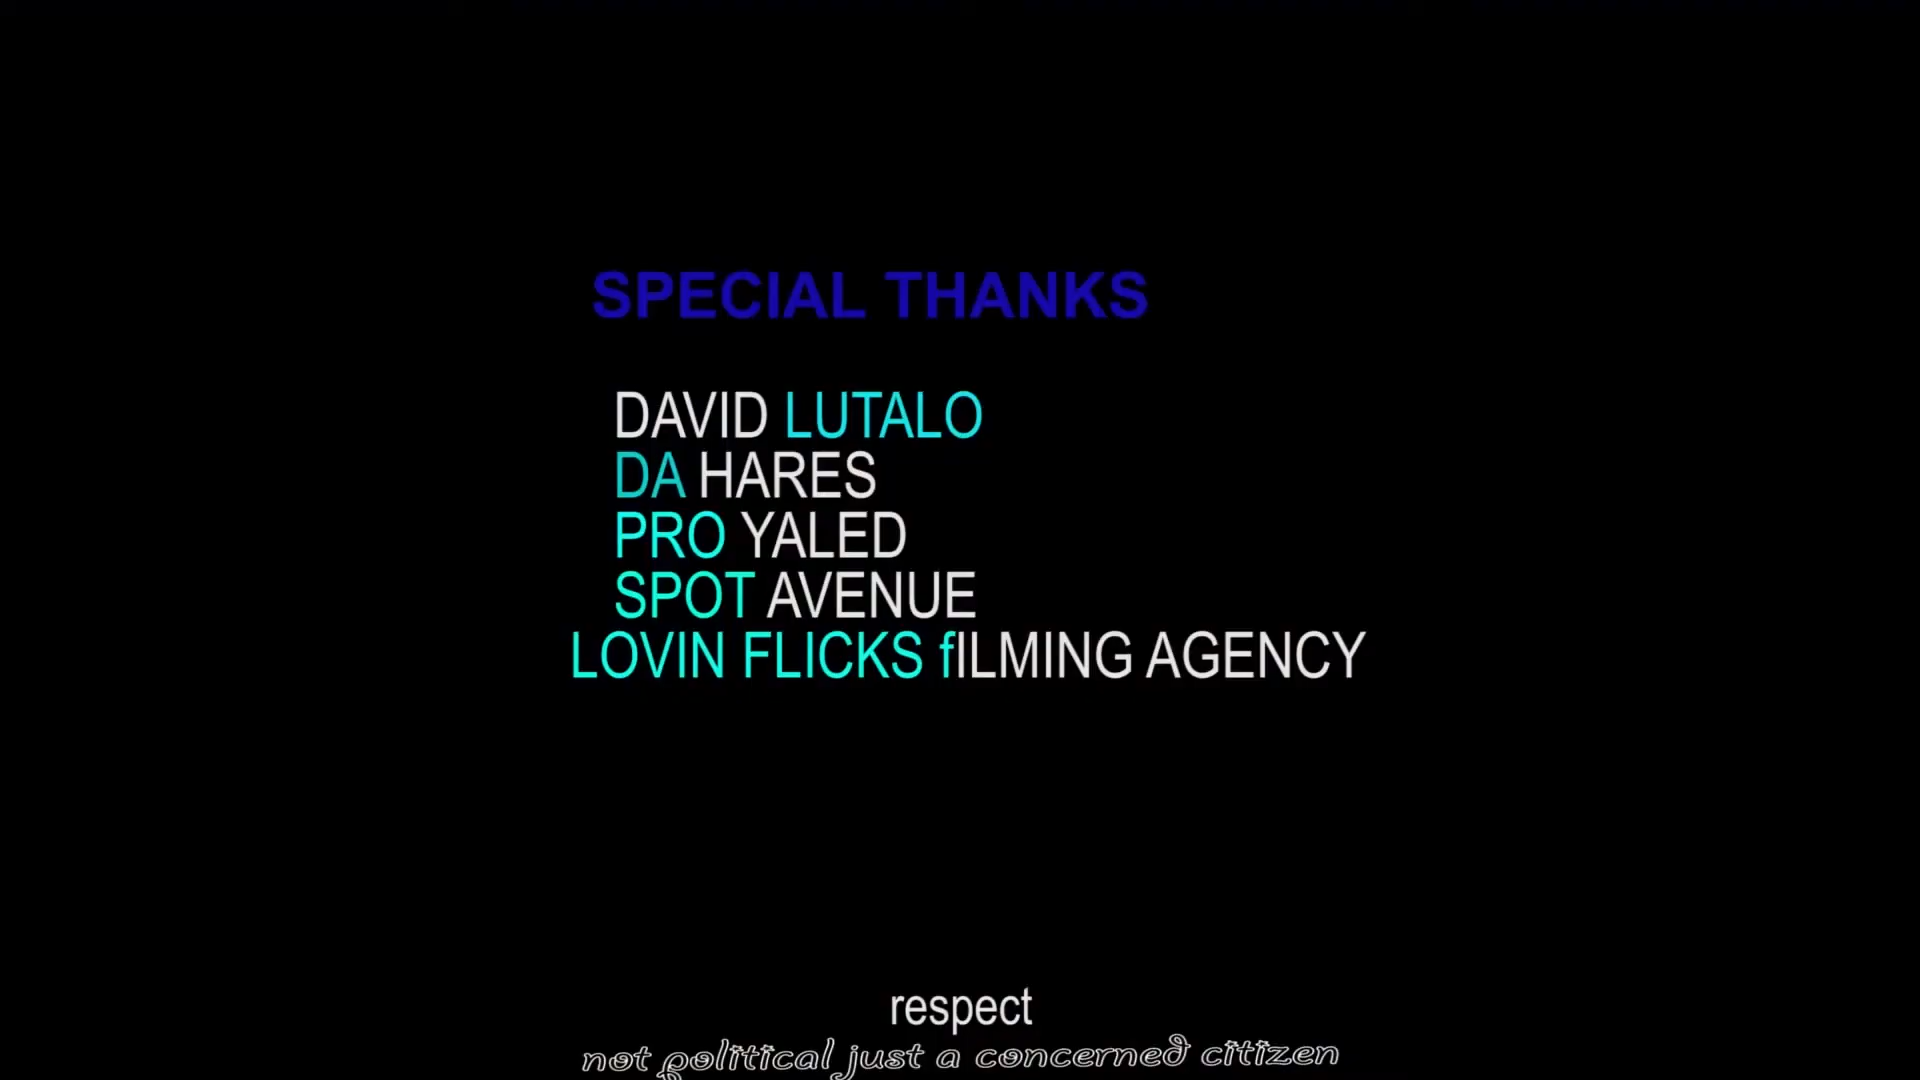 SPECIAL THANKS
DAVID LUTALO
DA HARES
PRO YALED
SPOT AVENUE
LOVIN FLICKS fILMING AGENCY
respect
not political just a concerned citizen